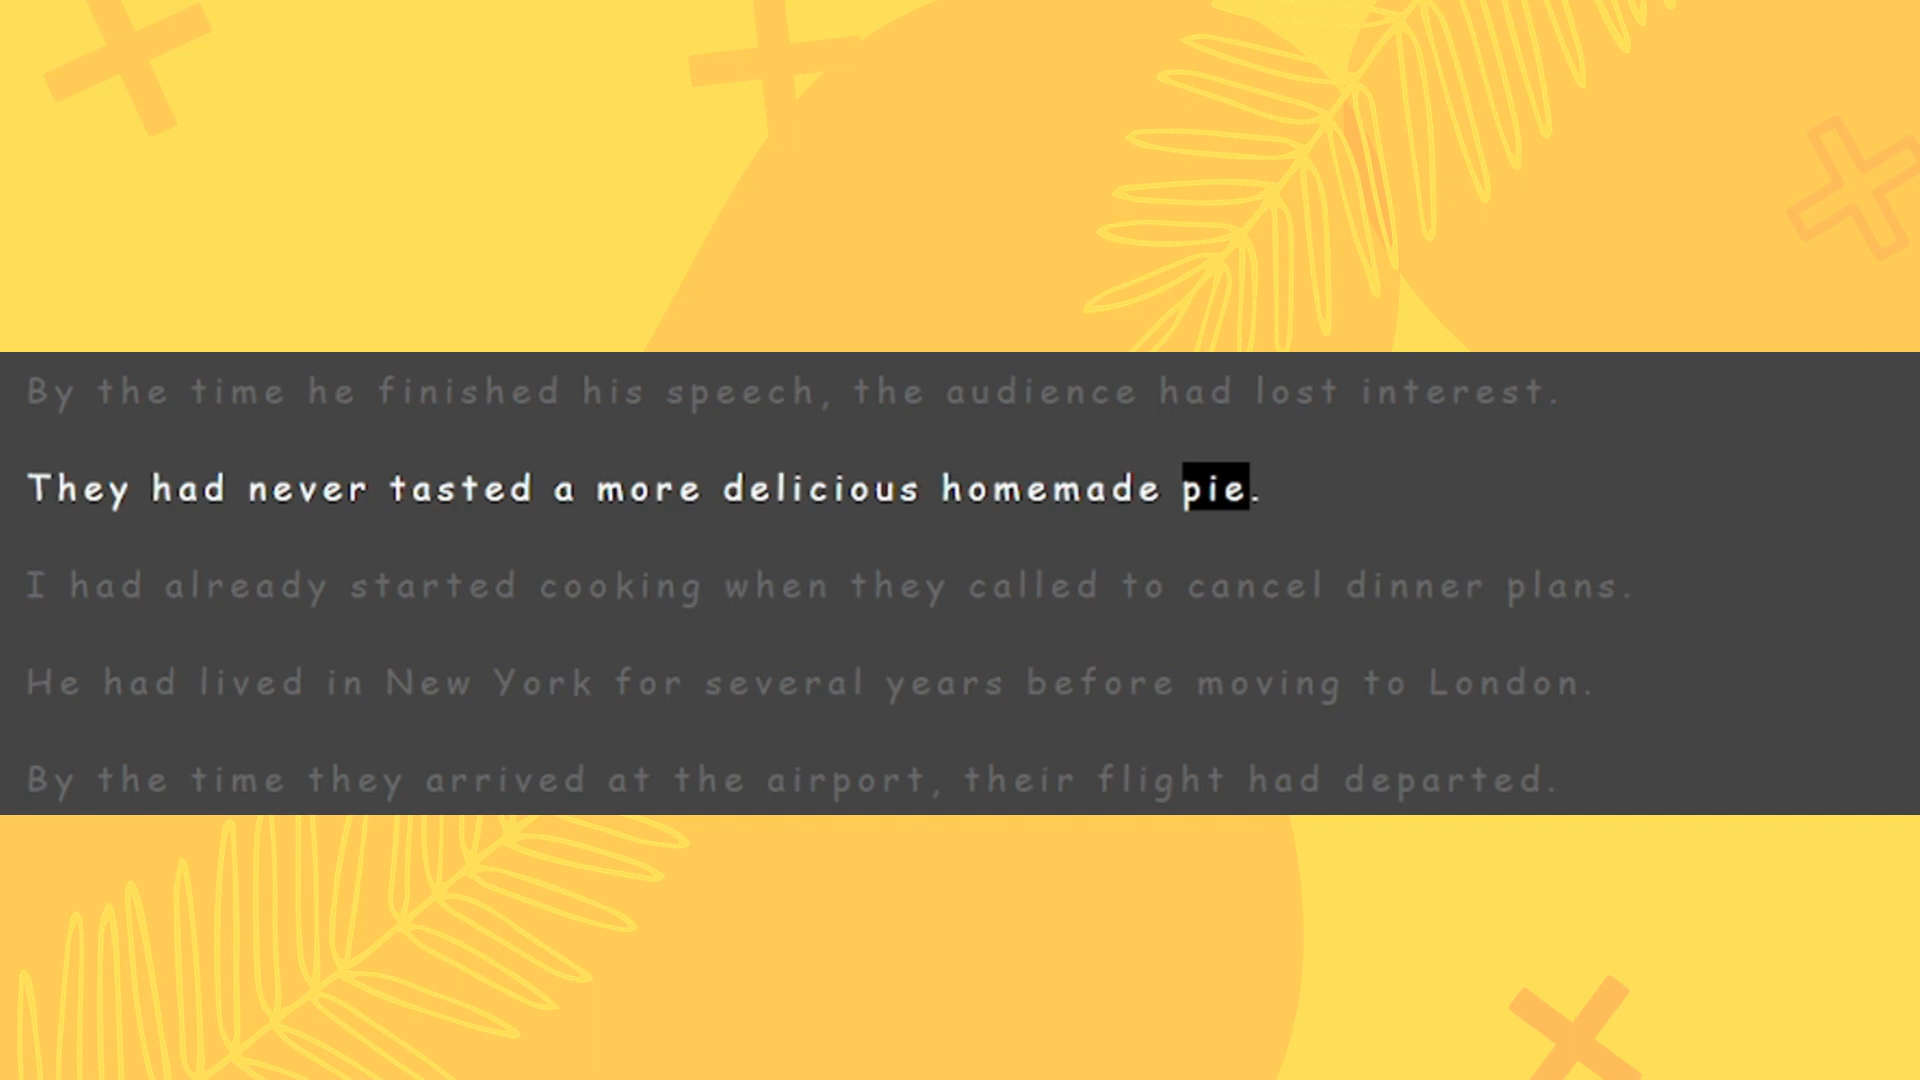 By the time he finished his speech, the audience had lost interest.
They had never tasted a more delicious homemade pie.
I had already started cooking when they called to cancel dinner plans.
He had lived in New York for several years before moving to London.
By the time they arrived at the airport, their flight had departed.